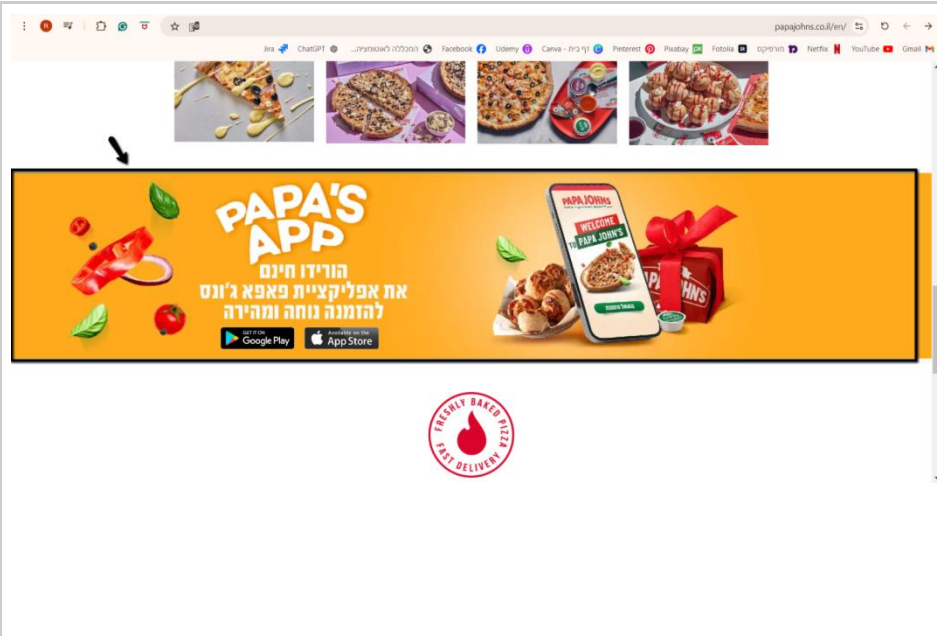 papajohns.co.il/en/
Jira
ChatGPT
המכללה לאוטומציה...
Facebook
Udemy
דף בית - Canva
Pinterest
Pixabay
Fotolia
מורפיקס
Netflix
YouTube
Gmail
PAPA'S
APP
הורידו חינם
את אפליקציית פאפא ג'ונס
להזמנה נוחה ומהירה
GET IT ON
Google Play
Available on the
App Store
PAPA JOHNS
WELCOME
TO PAPA JOHN'S
FRESHLY BAKED PIZZA
FAST DELIVERY